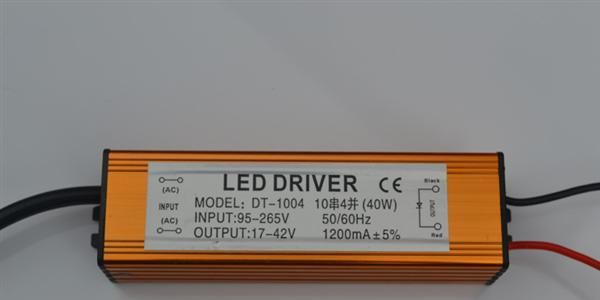 LED DRIVER CE
MODEL: DT-1004 10串4并 (40W)
INPUT:95-265V 50/60Hz
OUTPUT:17-42V 1200mA±5%
(AC)
INPUT
(AC)
Black
OUTPUT
Red